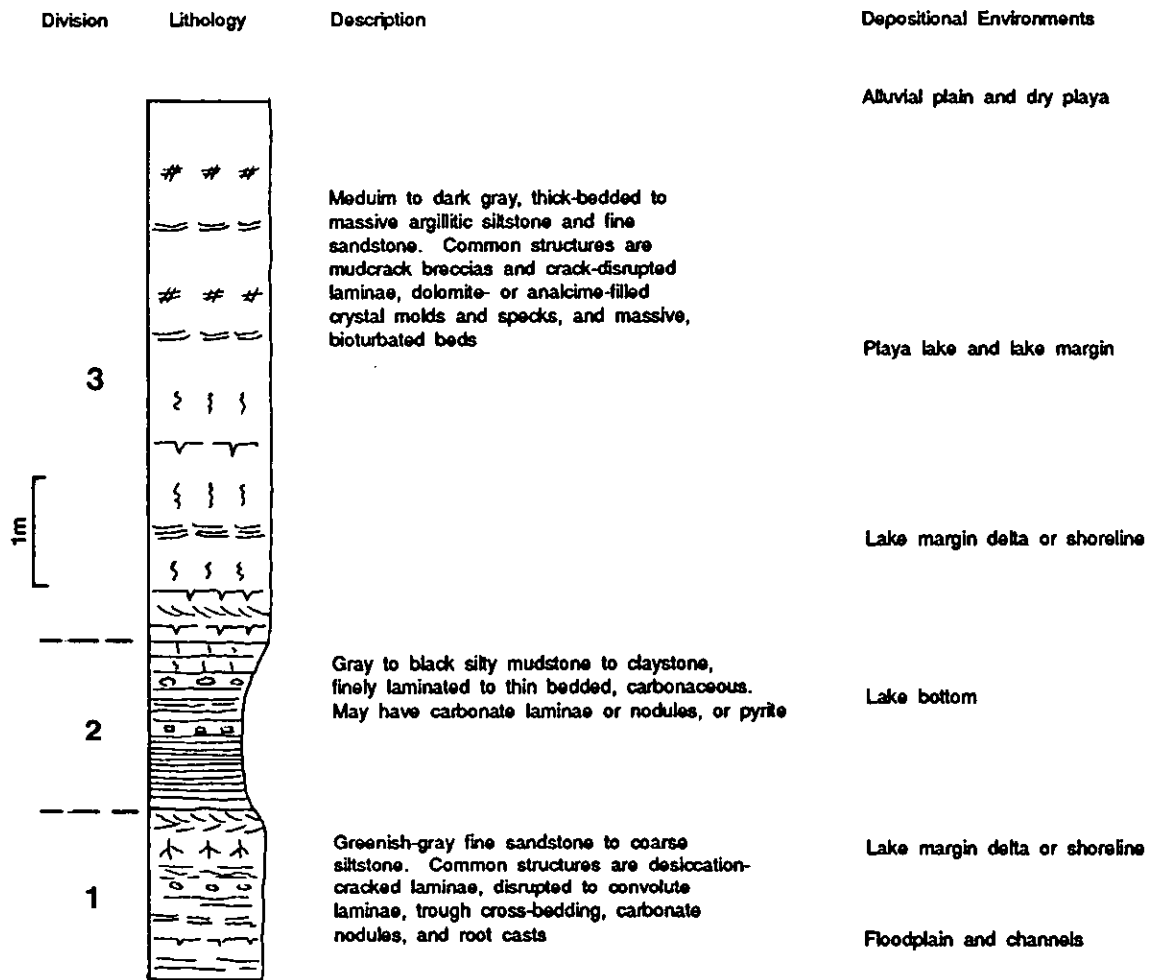 Division Lithology Description Depositional Environments
Alluvial plain and dry playa
Meduim to dark gray, thick-bedded to
massive argillitic siltstone and fine
sandstone. Common structures are
mudcrack breccias and crack-disrupted
laminae, dolomite- or analcime-filled
crystal molds and specks, and massive,
bioturbated beds
Playa lake and lake margin
3
1m
Lake margin delta or shoreline
Gray to black silty mudstone to claystone,
finely laminated to thin bedded, carbonaceous.
May have carbonate laminae or nodules, or pyrite
Lake bottom
2
Greenish-gray fine sandstone to coarse
siltstone. Common structures are desiccation-
cracked laminae, disrupted to convolute
laminae, trough cross-bedding, carbonate
nodules, and root casts
Lake margin delta or shoreline
1
Floodplain and channels